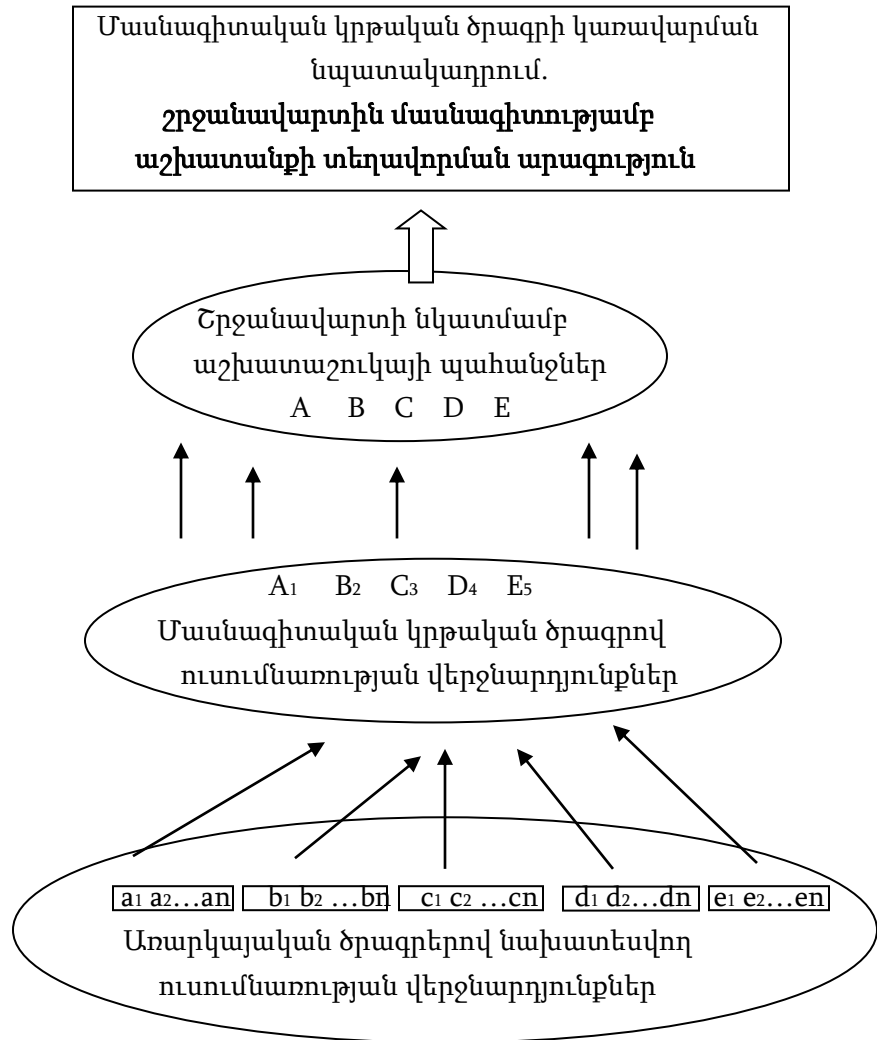 Մասնագիտական կրթական ծրագրի կառավարման
նպատակադրում.
շրջանավարտին մասնագիտությամբ
աշխատանքի տեղավորման արագություն
Շրջանավարտի նկատմամբ
աշխատաշուկայի պահանջներ
A B C D E
A1 B2 C3 D4 E5
Մասնագիտական կրթական ծրագրով
ուսումնառության վերջնարդյունքներ
a1 a2…an b1 b2 …bn c1 c2 …cn d1 d2…dn e1 e2…en
Առարկայական ծրագրերով նախատեսվող
ուսումնառության վերջնարդյունքներ